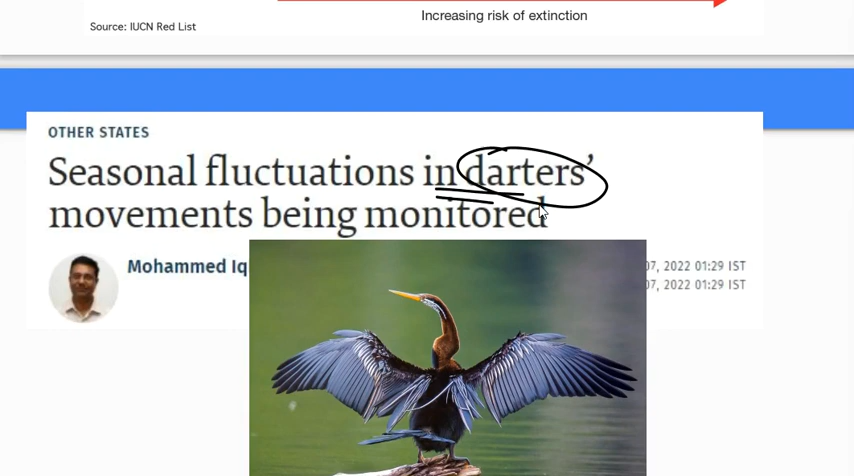 Increasing risk of extinction
Source: IUCN Red List
OTHER STATES
Seasonal fluctuations in darters’
movements being monitored
Mohammed Iq
07, 2022 01:29 IST
07, 2022 01:29 IST